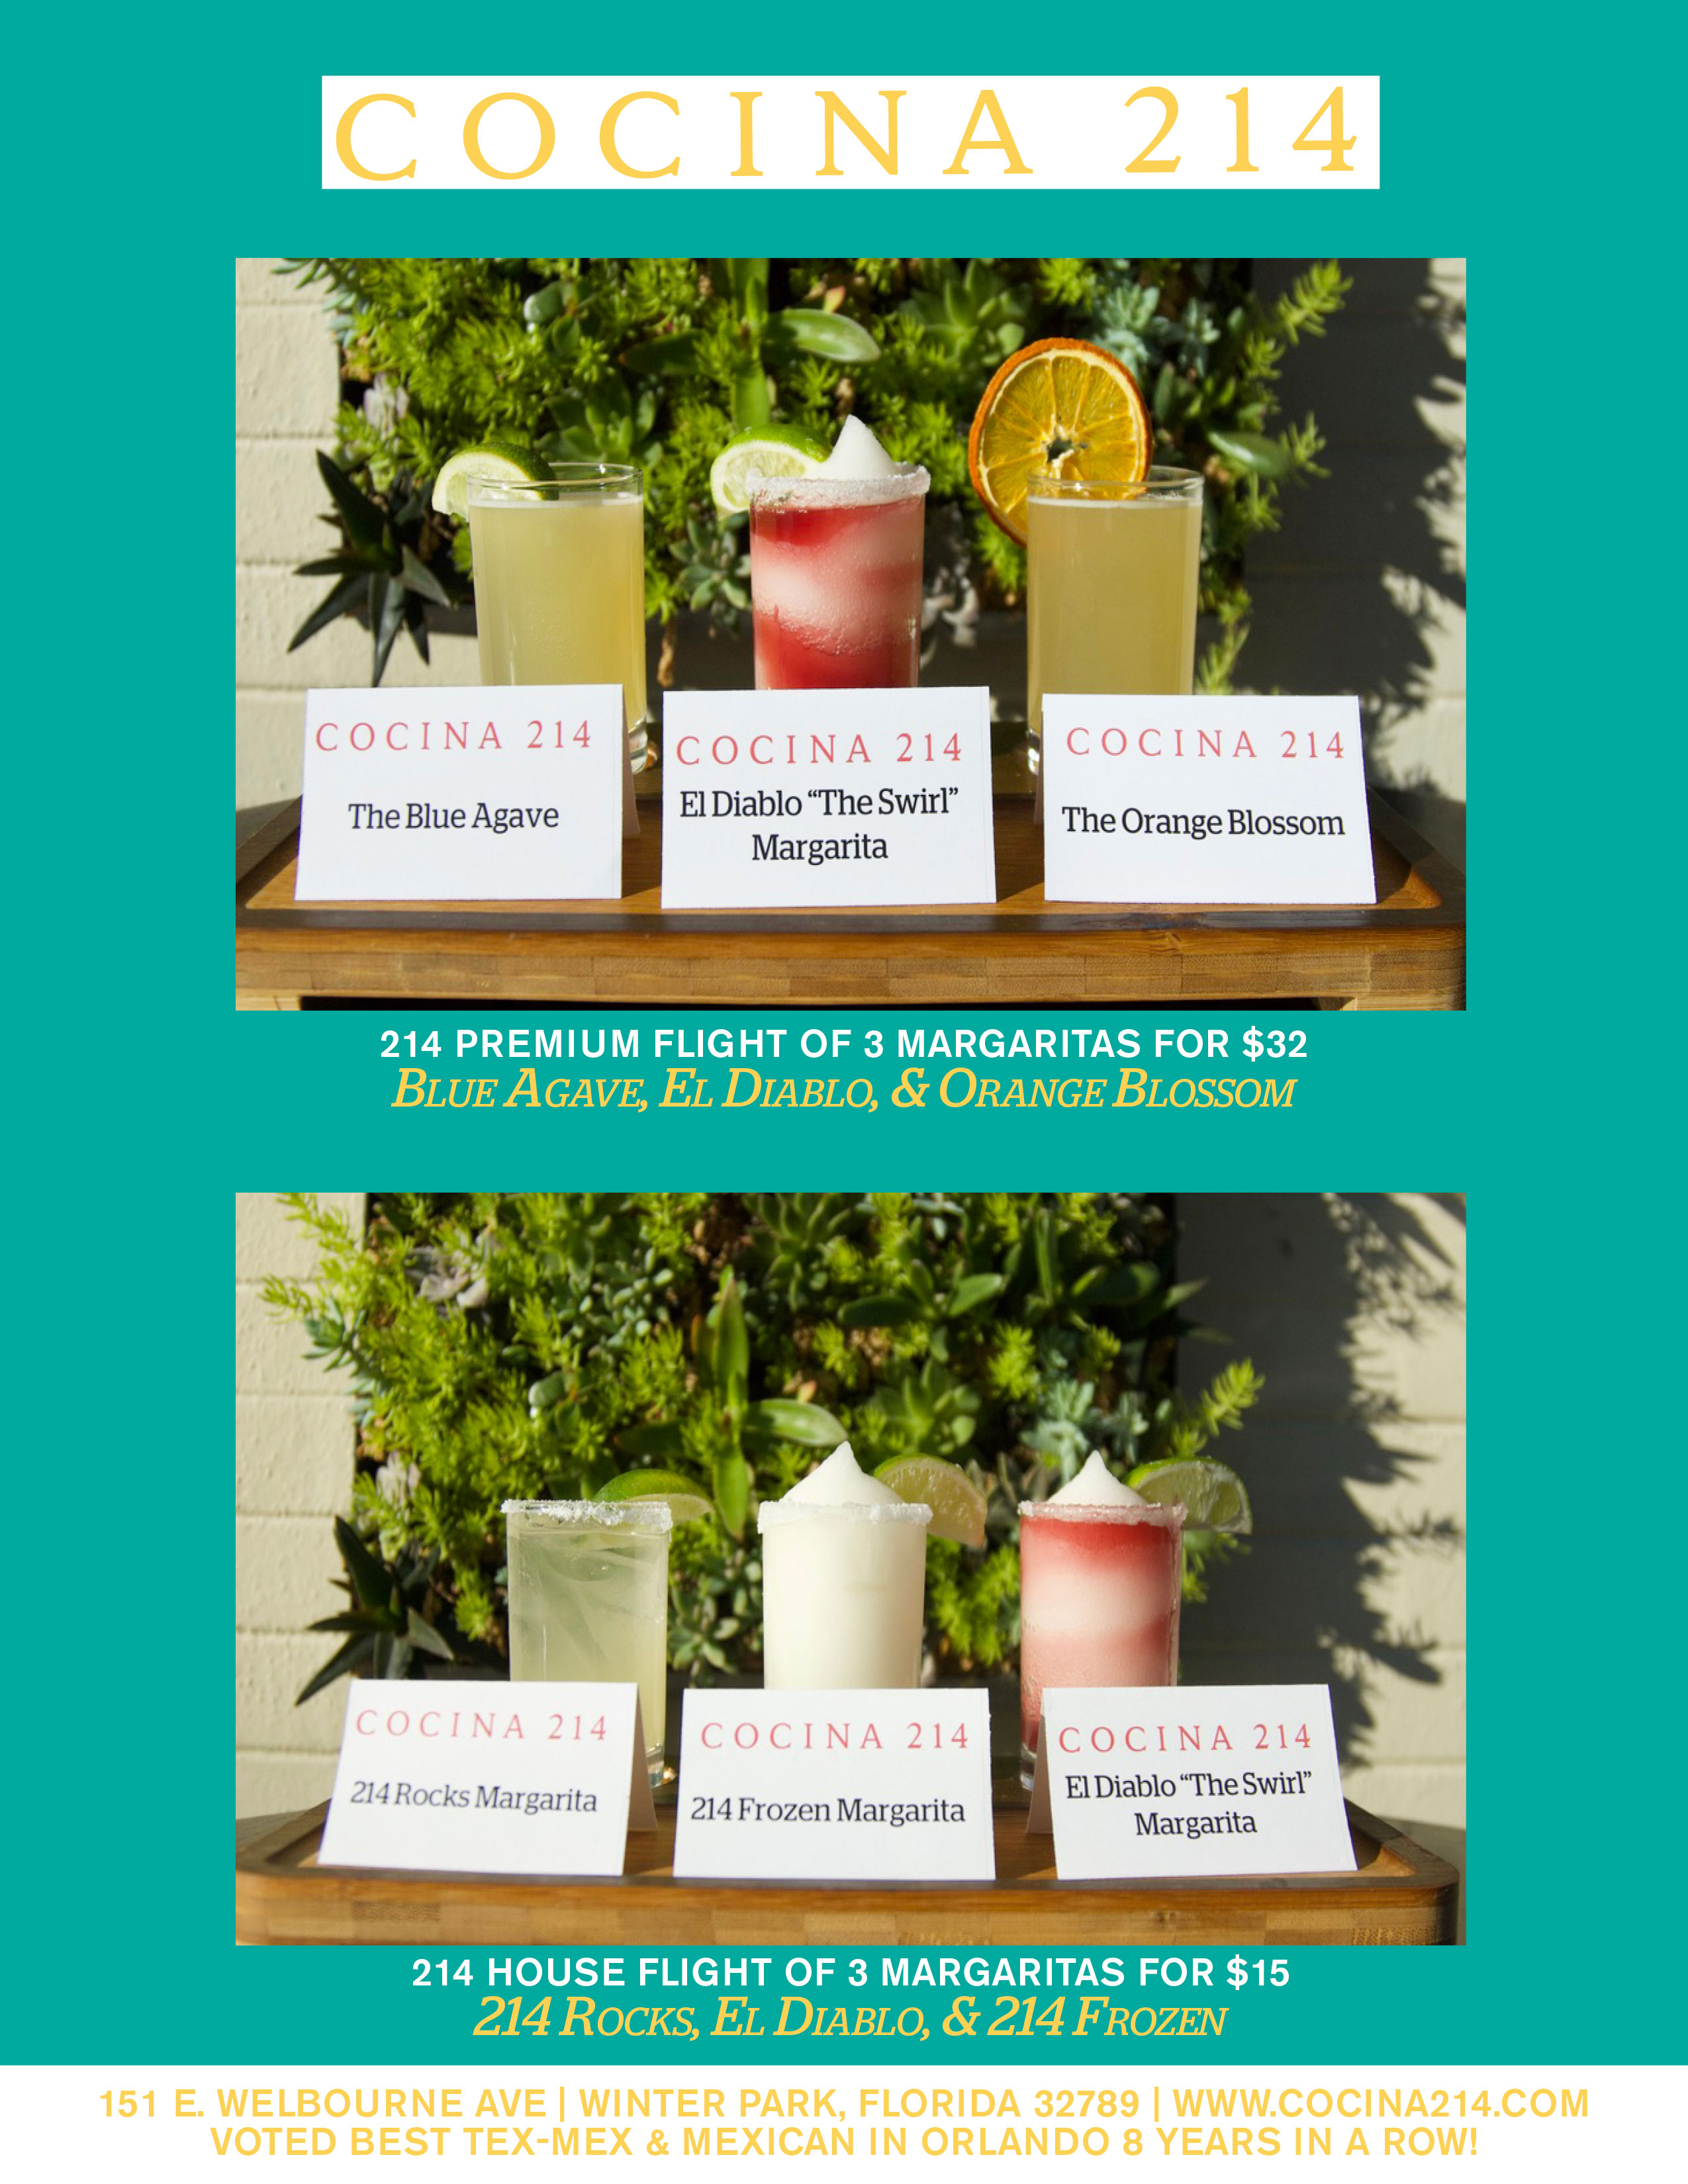 COCINA 214
COCINA 214
The Blue Agave
COCINA 214
El Diablo “The Swirl”
Margarita
COCINA 214
The Orange Blossom
214 PREMIUM FLIGHT OF 3 MARGARITAS FOR $32
BLUE AGAVE, EL DIABLO, & ORANGE BLOSSOM
COCINA 214
214 Rocks Margarita
COCINA 214
214 Frozen Margarita
COCINA 214
El Diablo “The Swirl”
Margarita
214 HOUSE FLIGHT OF 3 MARGARITAS FOR $15
214 ROCKS, EL DIABLO, & 214 FROZEN
151 E. WELBOURNE AVE | WINTER PARK, FLORIDA 32789 | WWW.COCINA214.COM
VOTED BEST TEX-MEX & MEXICAN IN ORLANDO 8 YEARS IN A ROW!